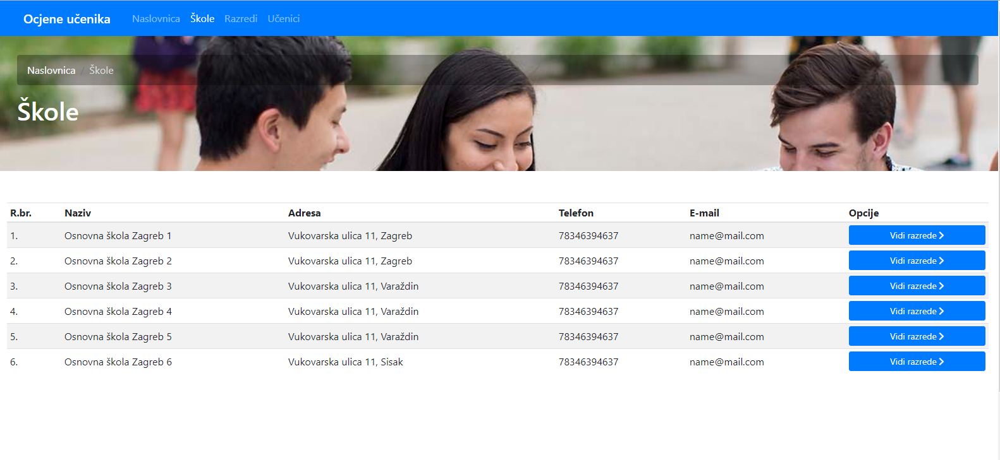 Ocjene učenika Naslovnica Škole Razredi Učenici
Naslovnica / Škole
Škole
R.br. Naziv Adresa Telefon E-mail Opcije
1. Osnovna škola Zagreb 1 Vukovarska ulica 11, Zagreb 78346394637 name@mail.com Vidi razrede
2. Osnovna škola Zagreb 2 Vukovarska ulica 11, Zagreb 78346394637 name@mail.com Vidi razrede
3. Osnovna škola Zagreb 3 Vukovarska ulica 11, Varaždin 78346394637 name@mail.com Vidi razrede
4. Osnovna škola Zagreb 4 Vukovarska ulica 11, Varaždin 78346394637 name@mail.com Vidi razrede
5. Osnovna škola Zagreb 5 Vukovarska ulica 11, Varaždin 78346394637 name@mail.com Vidi razrede
6. Osnovna škola Zagreb 6 Vukovarska ulica 11, Sisak 78346394637 name@mail.com Vidi razrede